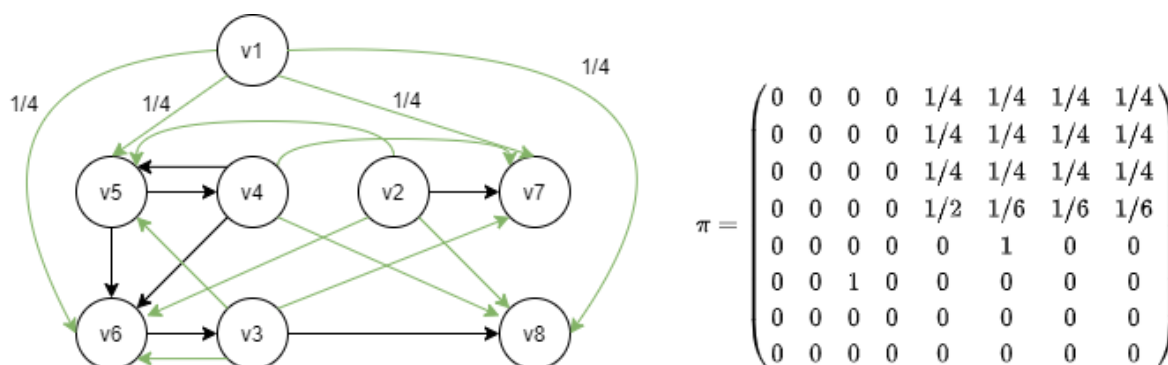 v1
1/4
1/4
1/4
1/4
v5
v4
v2
v7
v6
v3
v8
π =
0 0 0 0 1/4 1/4 1/4 1/4
0 0 0 0 1/4 1/4 1/4 1/4
0 0 0 0 1/4 1/4 1/4 1/4
0 0 0 0 1/2 1/6 1/6 1/6
0 0 0 0 0 1 0 0
0 0 1 0 0 0 0 0
0 0 0 0 0 0 0 0
0 0 0 0 0 0 0 0